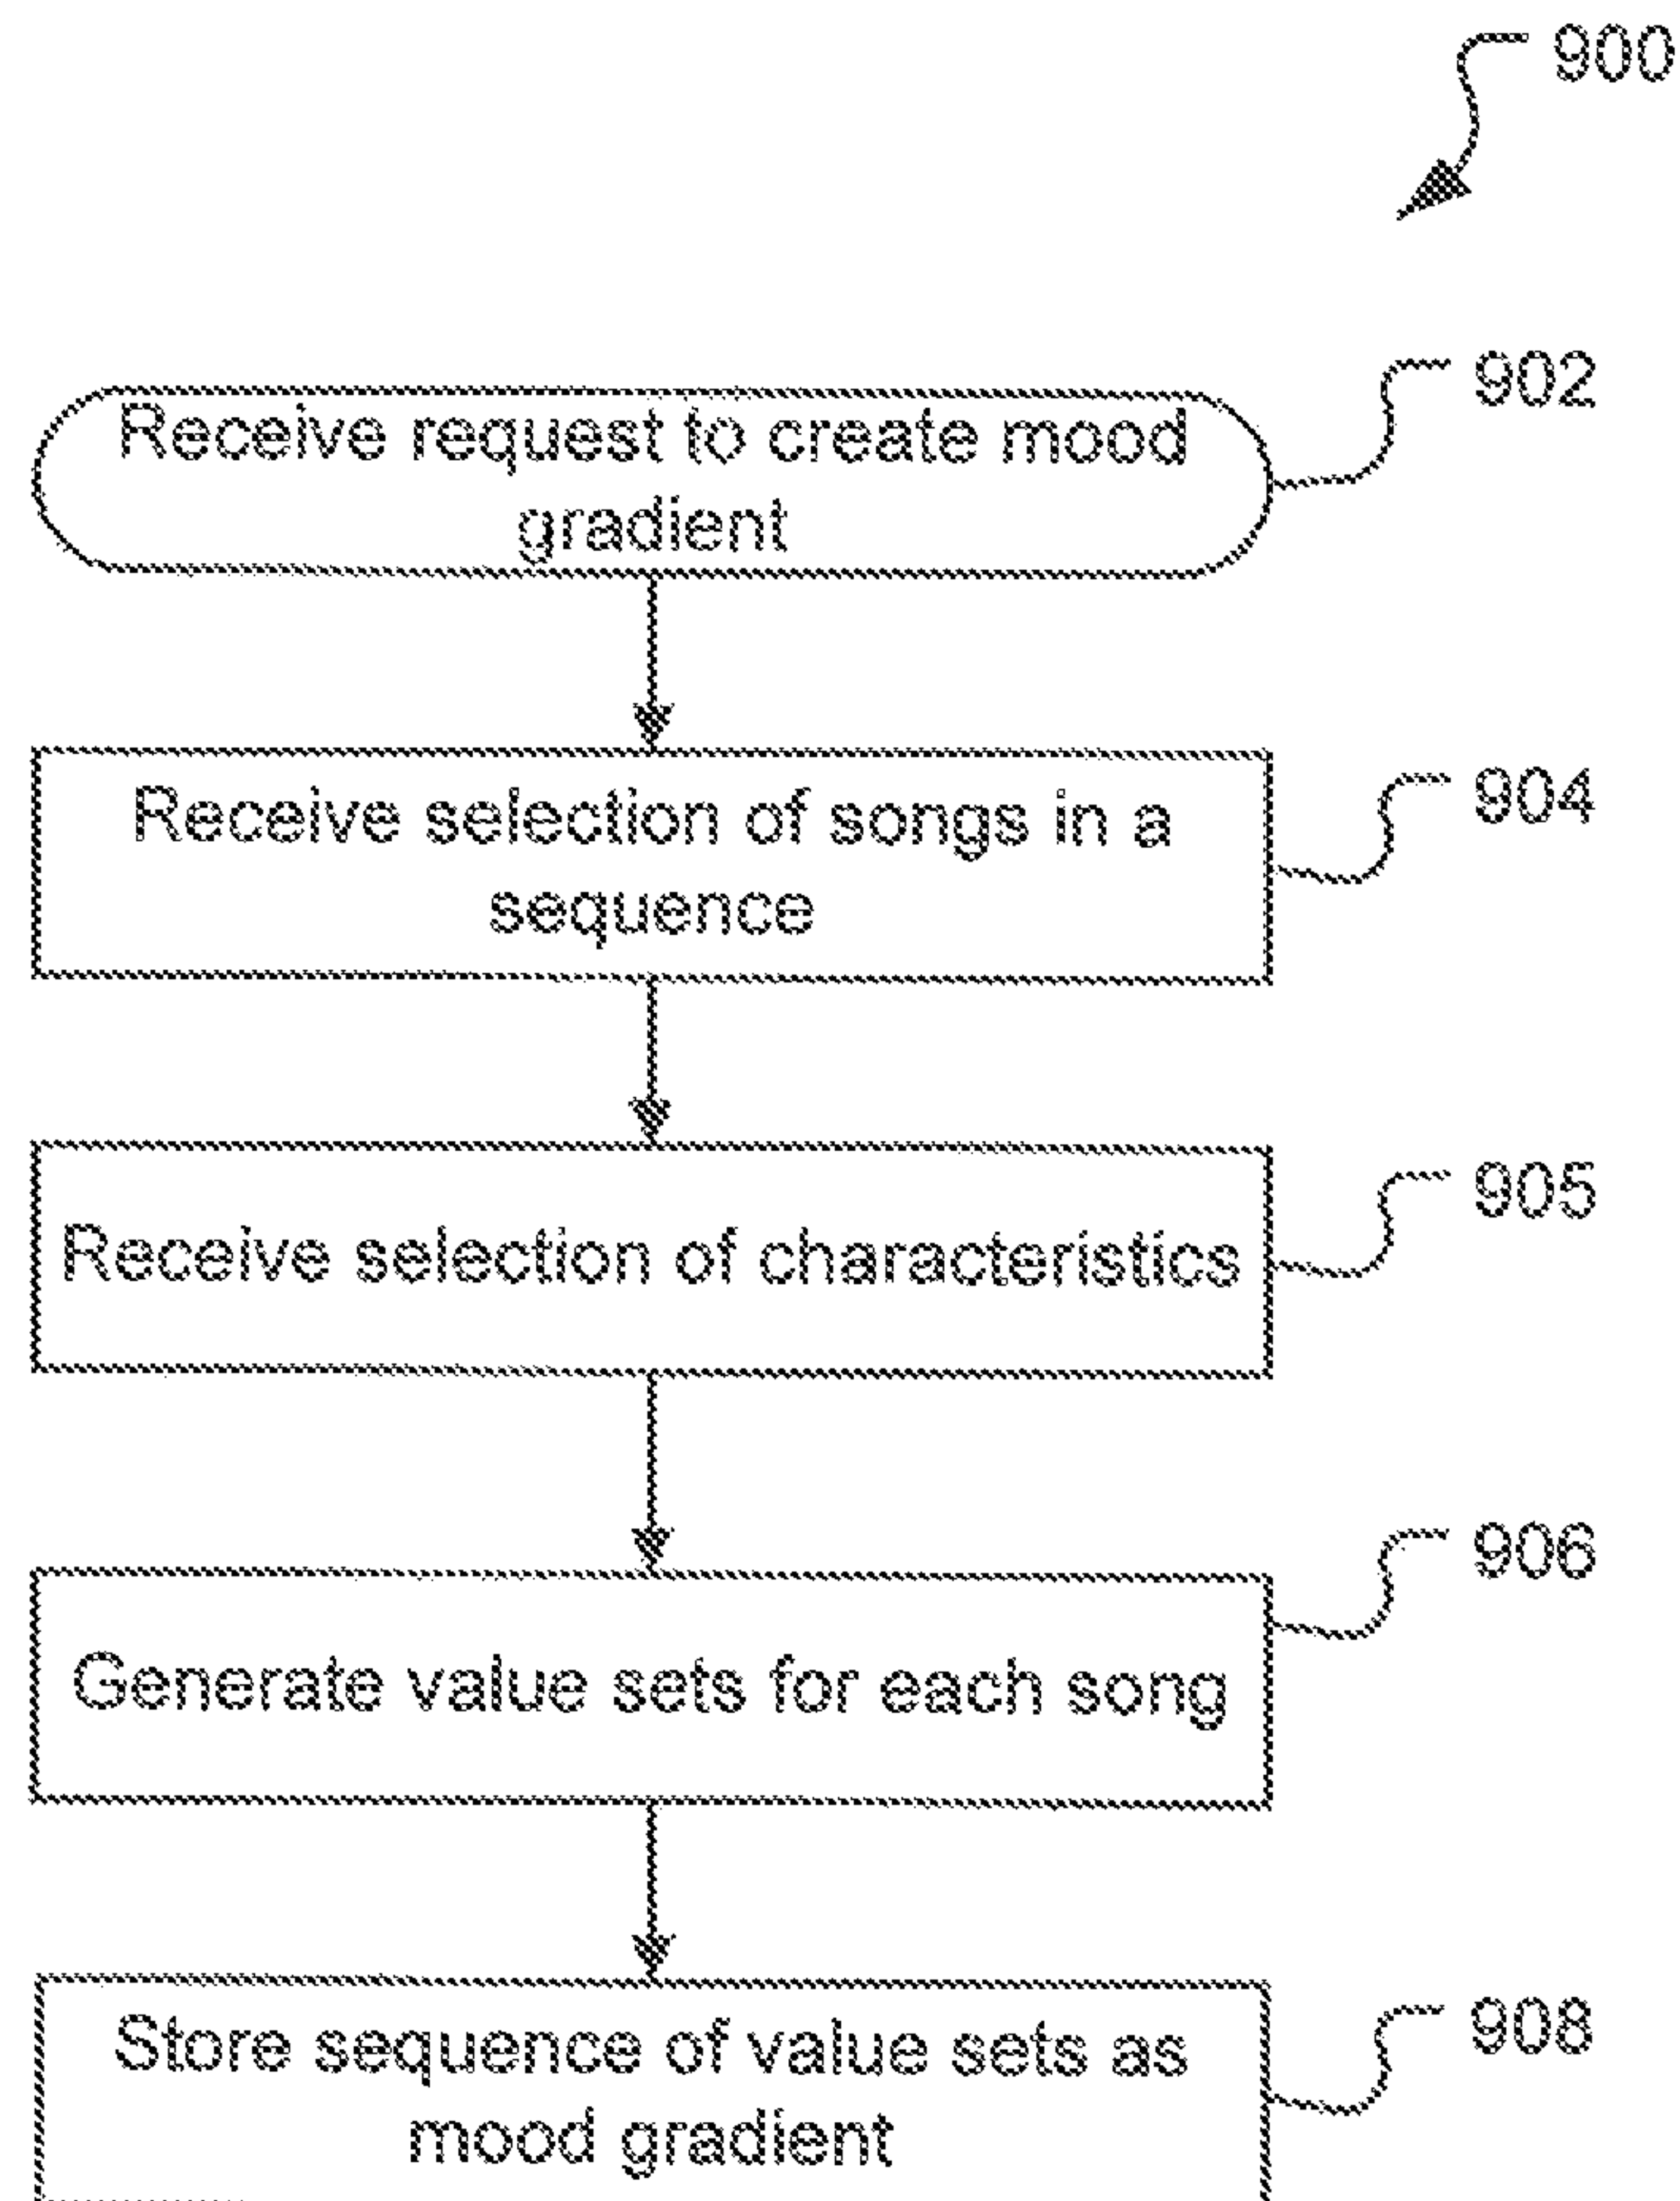 900
902
Receive request to create mood
gradient
904
Receive selection of songs in a
sequence
905
Receive selection of characteristics
906
Generate value sets for each song
908
Store sequence of value sets as
mood gradient